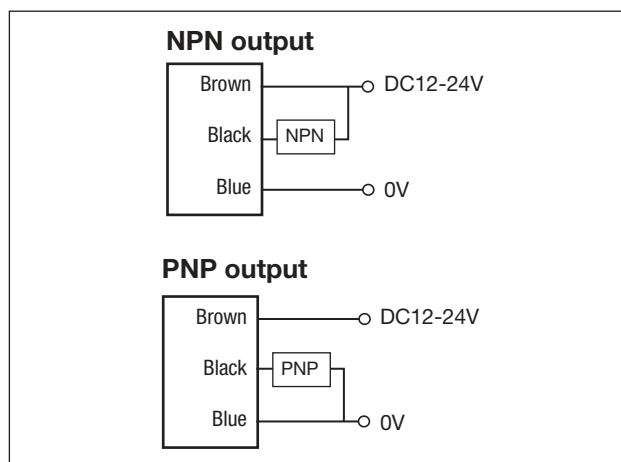 NPN output
Brown
DC12-24V
Black
NPN
Blue
0V
PNP output
Brown
DC12-24V
Black
PNP
Blue
0V